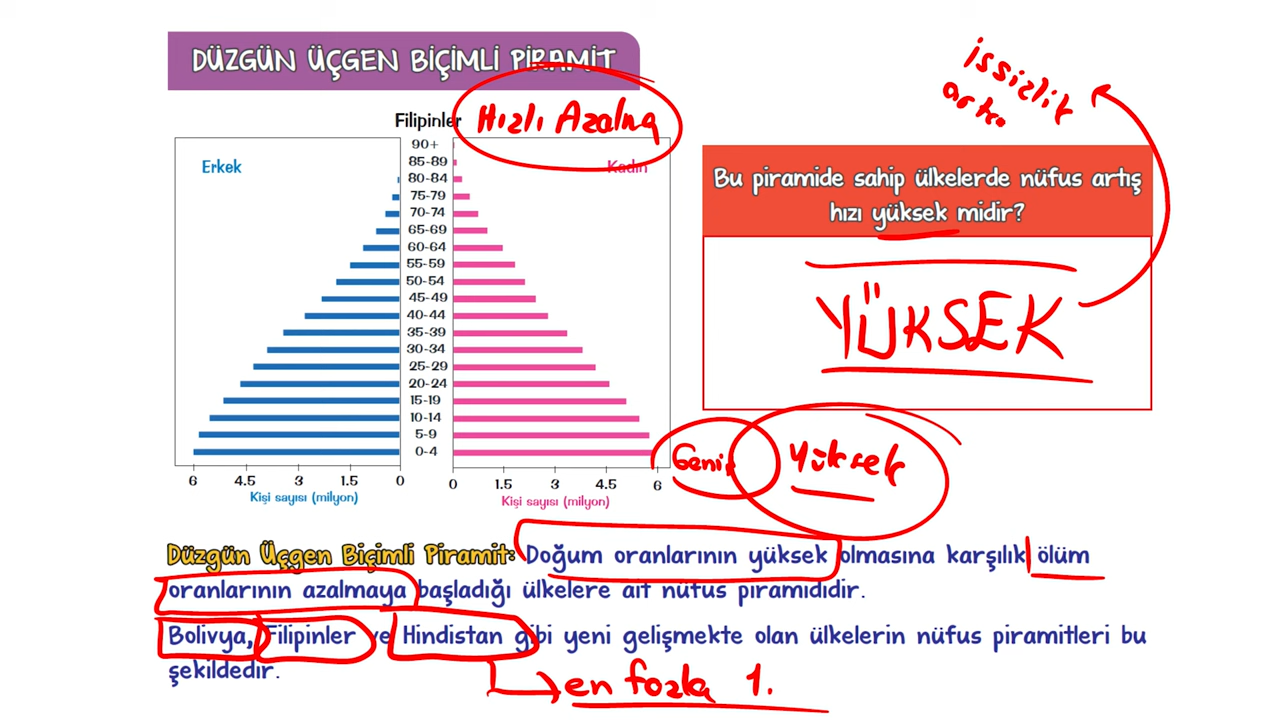 DÜZGÜN ÜÇGEN BİÇİMLİ PİRAMİT
Filipinler
Hızlı Azalma
Erkek
Kadın
90+
85-89
80-84
75-79
70-74
65-69
60-64
55-59
50-54
45-49
40-44
35-39
30-34
25-29
20-24
15-19
10-14
5-9
0-4
6 4.5 3 1.5 0
0 1.5 3 4.5 6
Kişi sayısı (milyon)
Kişi sayısı (milyon)
işsizlik
artar
Bu piramide sahip ülkelerde nüfus artış
hızı yüksek midir?
YÜKSEK
Geniş
Yüksek
Düzgün Üçgen Biçimli Piramit: Doğum oranlarının yüksek olmasına karşılık ölüm
oranlarının azalmaya başladığı ülkelere ait nüfus piramididir.
Bolivya, Filipinler ve Hindistan gibi yeni gelişmekte olan ülkelerin nüfus piramitleri bu
şekildedir.
en fazla 1.